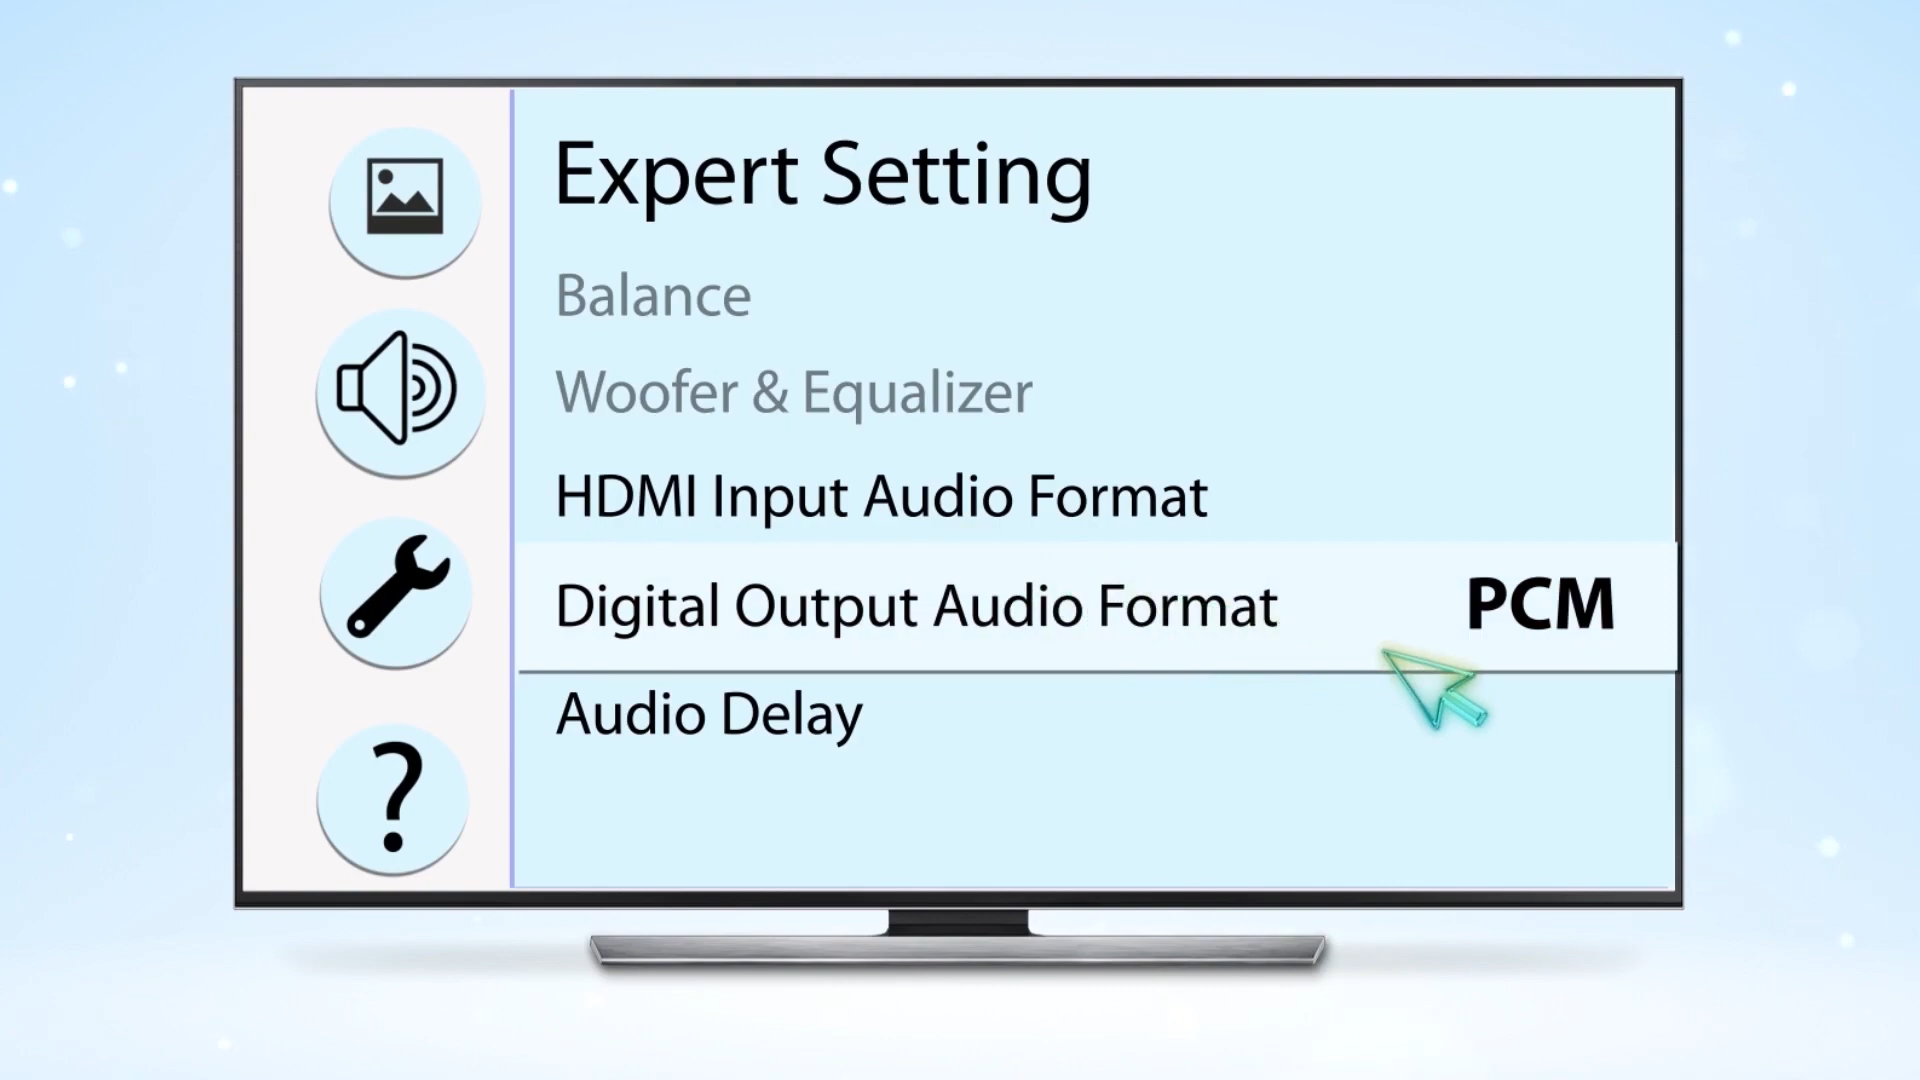 Expert Setting
Balance
Woofer & Equalizer
HDMI Input Audio Format
Digital Output Audio Format PCM
Audio Delay
?